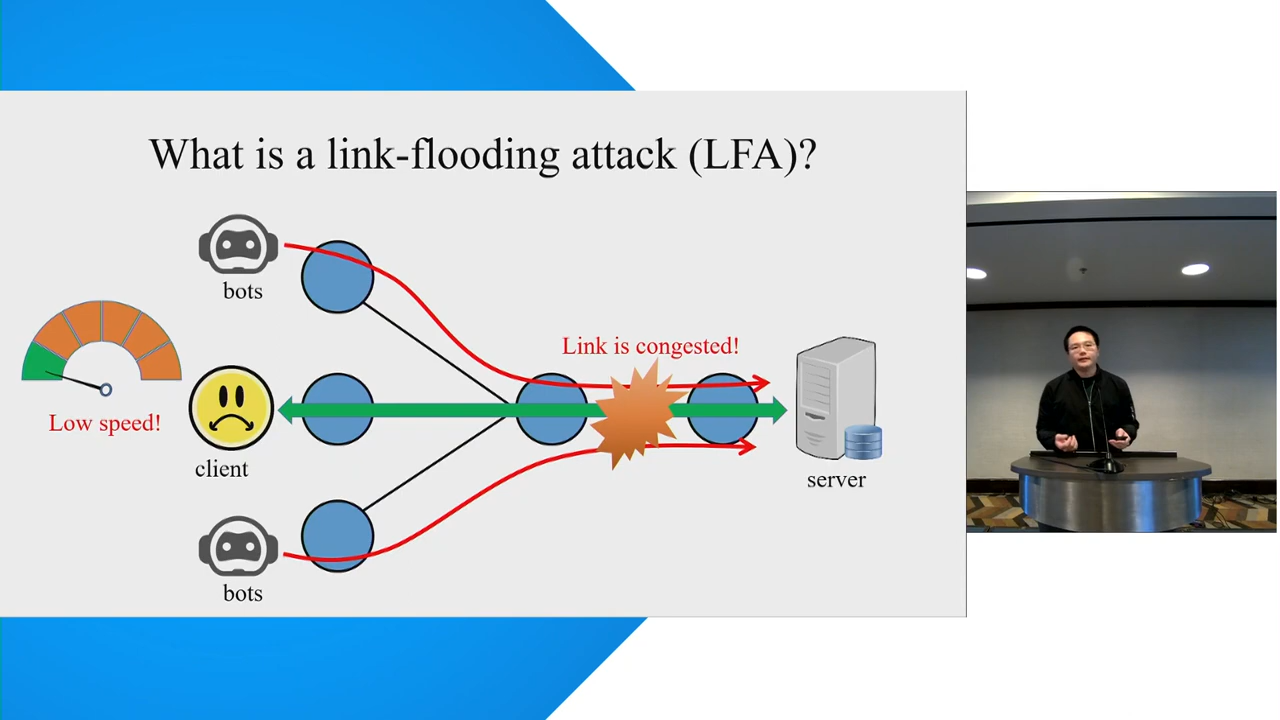 What is a link-flooding attack (LFA)?
bots
Link is congested!
Low speed!
client
server
bots